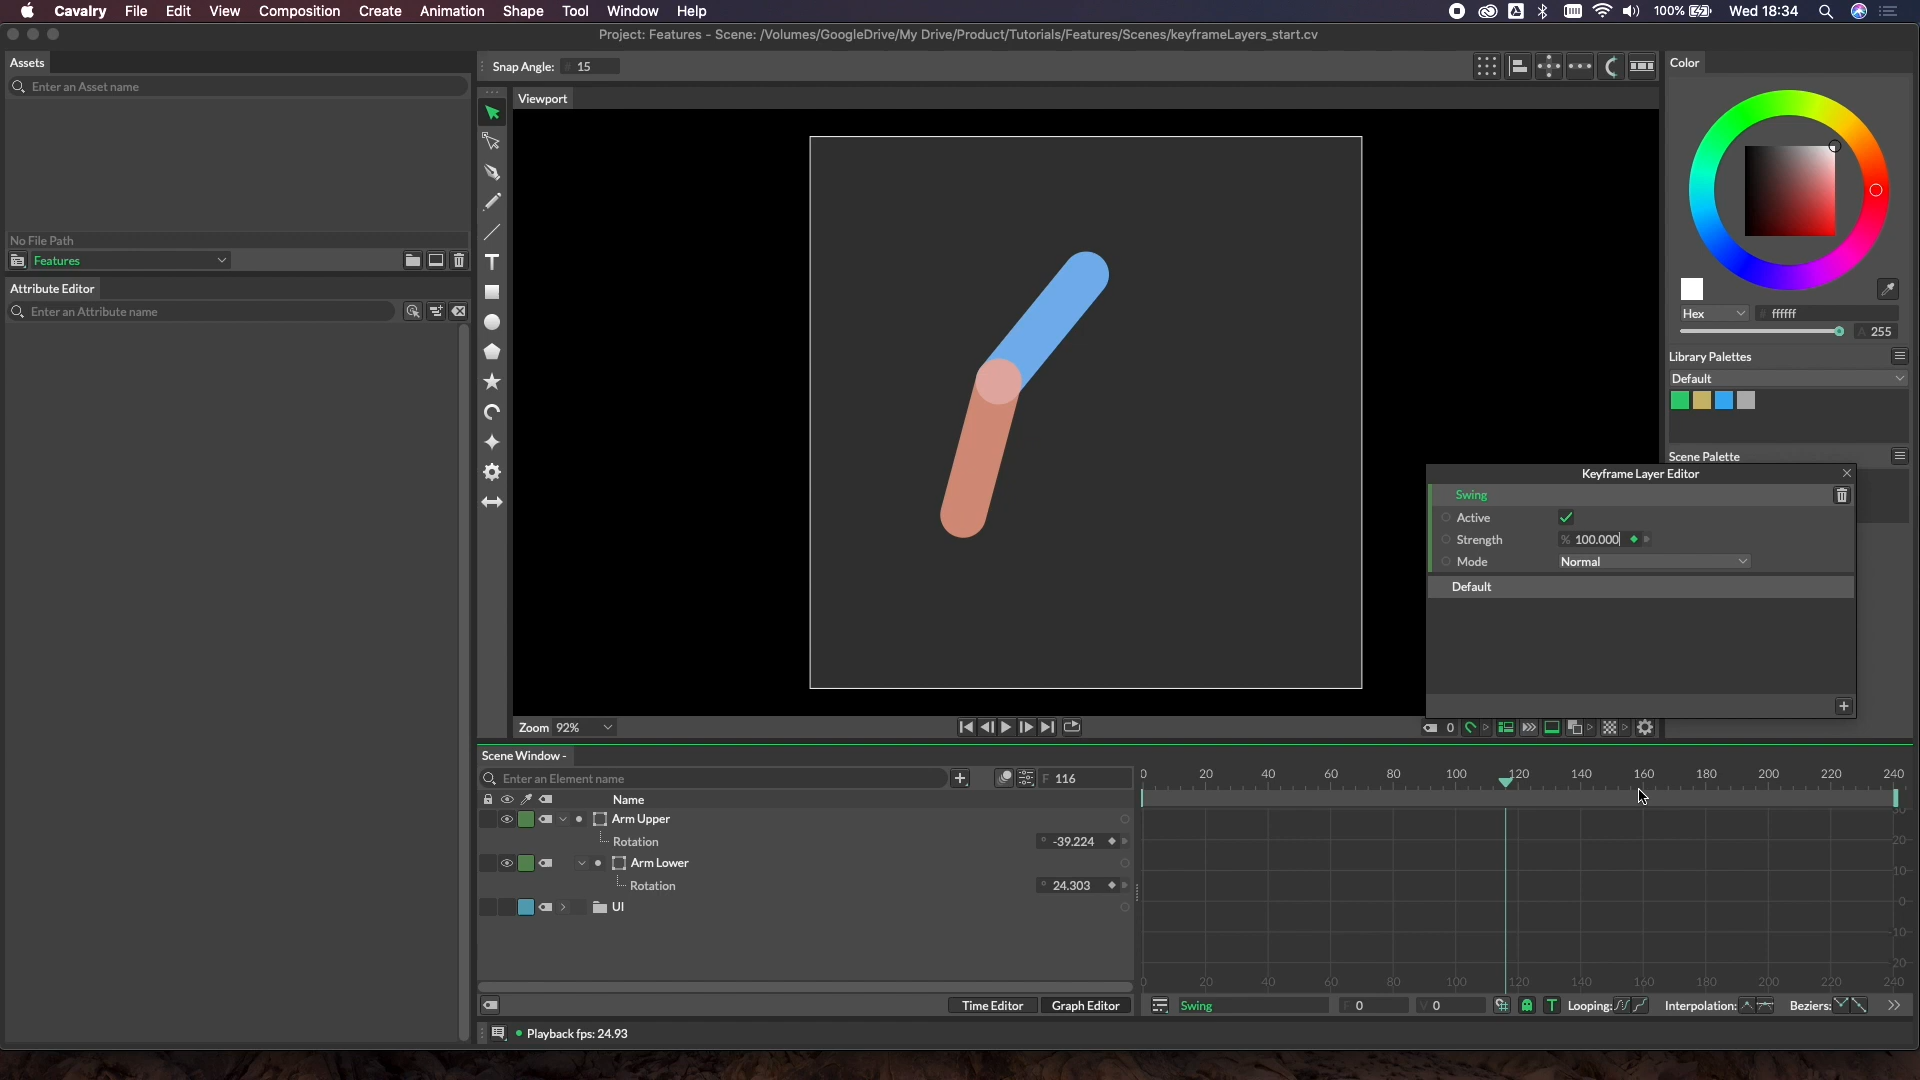 Cavalry File Edit View Composition Create Animation Shape Tool Window Help 100% Wed 18:34
Project: Features - Scene: /Volumes/GoogleDrive/My Drive/Product/Tutorials/Features/Scenes/keyframeLayers_start.cv
Assets
Enter an Asset name
No File Path
Features
Attribute Editor
Enter an Attribute name
Snap Angle: 15
Viewport
Zoom 92%
0
Color
Hex ffffff
255
Library Palettes
Default
Scene Palette
Keyframe Layer Editor
Swing
Active
Strength % 100.000
Mode Normal
Default
Scene Window -
Enter an Element name
F 116
Name
Arm Upper
Rotation ° -39.224
Arm Lower
Rotation ° 24.303
UI
0 20 40 60 80 100 120 140 160 180 200 220 240
20
10
0
-10
0 20 40 60 80 100 120 140 160 180 200 220 240
Time Editor Graph Editor
Swing F 0 V 0 Looping: Interpolation: Beziers:
Playback fps: 24.93